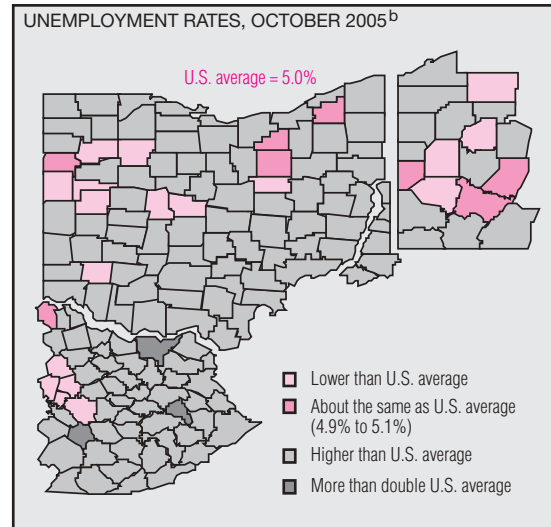 UNEMPLOYMENT RATES, OCTOBER 2005b
U.S. average = 5.0%
Lower than U.S. average
About the same as U.S. average
(4.9% to 5.1%)
Higher than U.S. average
More than double U.S. average